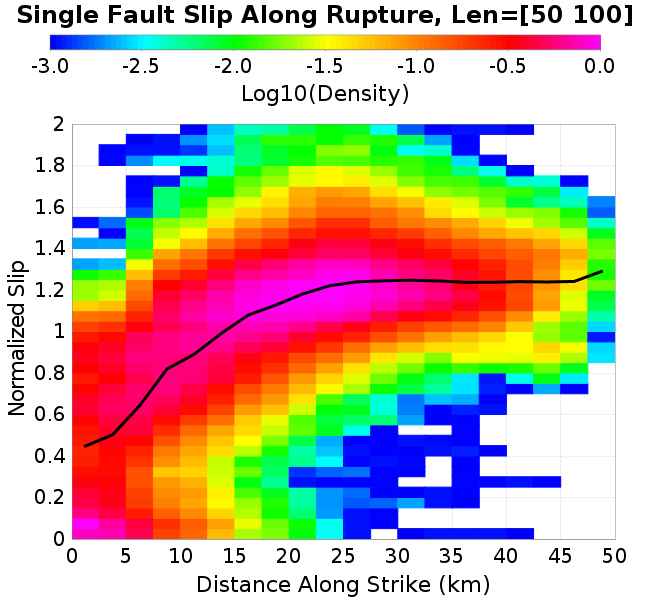 Single Fault Slip Along Rupture, Len=[50 100]
-3.0 -2.5 -2.0 -1.5 -1.0 -0.5 0.0
Log10(Density)
2
1.8
1.6
1.4
1.2
1
0.8
0.6
0.4
0.2
0
Normalized Slip
0 5 10 15 20 25 30 35 40 45 50
Distance Along Strike (km)